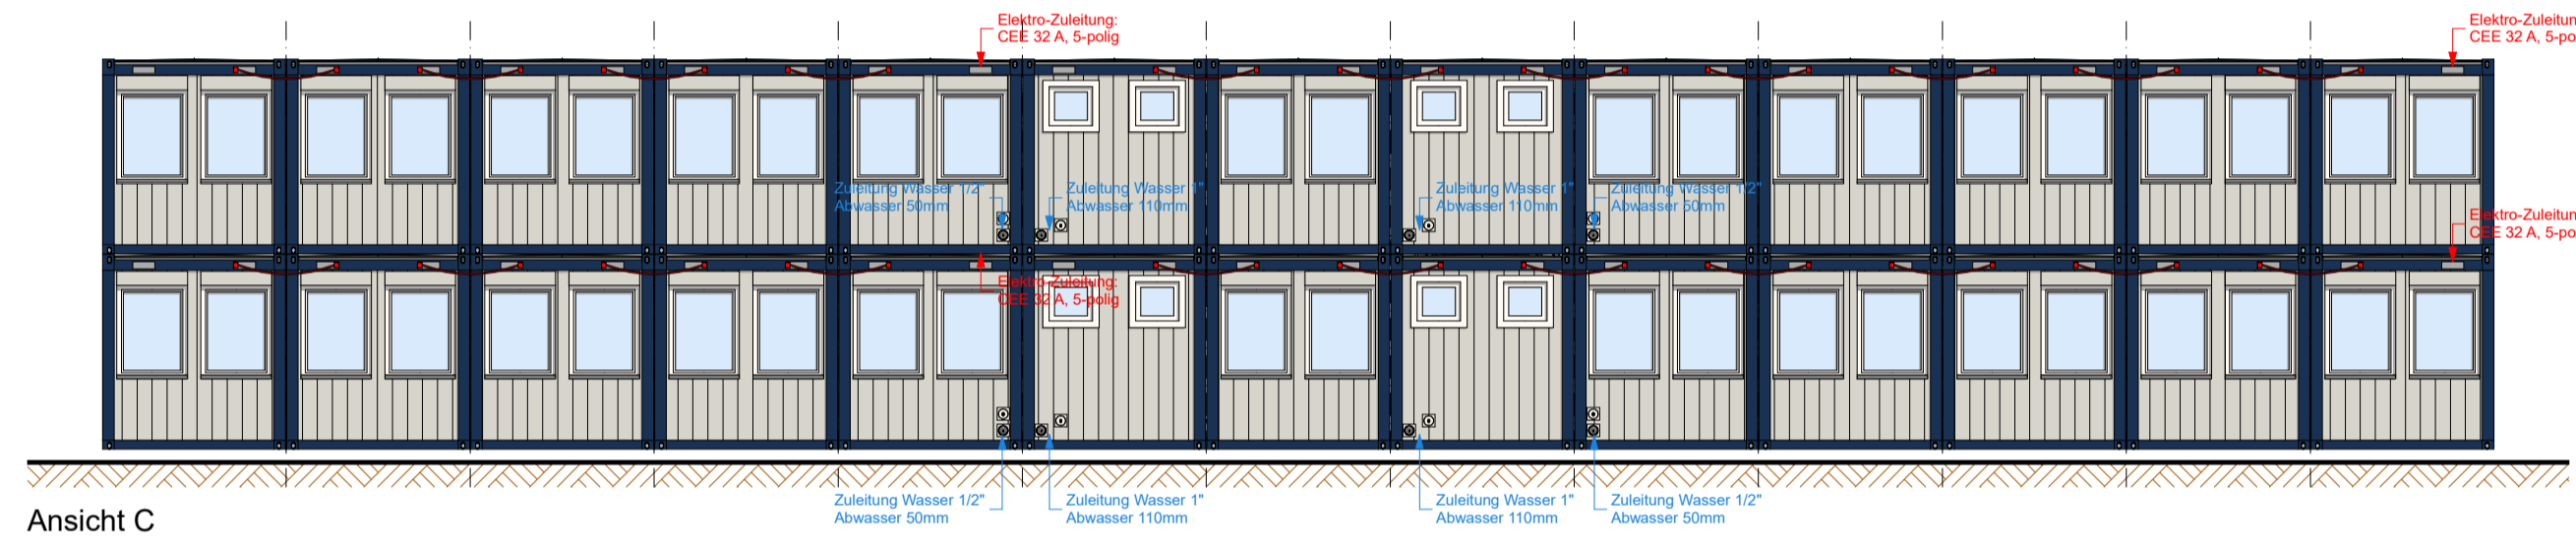 Elektro-Zuleitung:
CEE 32 A, 5-polig
Elektro-Zuleitun
CEE 32 A, 5-po
Zuleitung Wasser 1/2"
Abwasser 50mm
Zuleitung Wasser 1"
Abwasser 110mm
Zuleitung Wasser 1"
Abwasser 110mm
Zuleitung Wasser 1/2"
Abwasser 50mm
Elektro-Zuleitun
CEE 32 A, 5-po
Elektro-Zuleitung:
CEE 32 A, 5-polig
Zuleitung Wasser 1/2"
Abwasser 50mm
Zuleitung Wasser 1"
Abwasser 110mm
Zuleitung Wasser 1"
Abwasser 110mm
Zuleitung Wasser 1/2"
Abwasser 50mm
Ansicht C